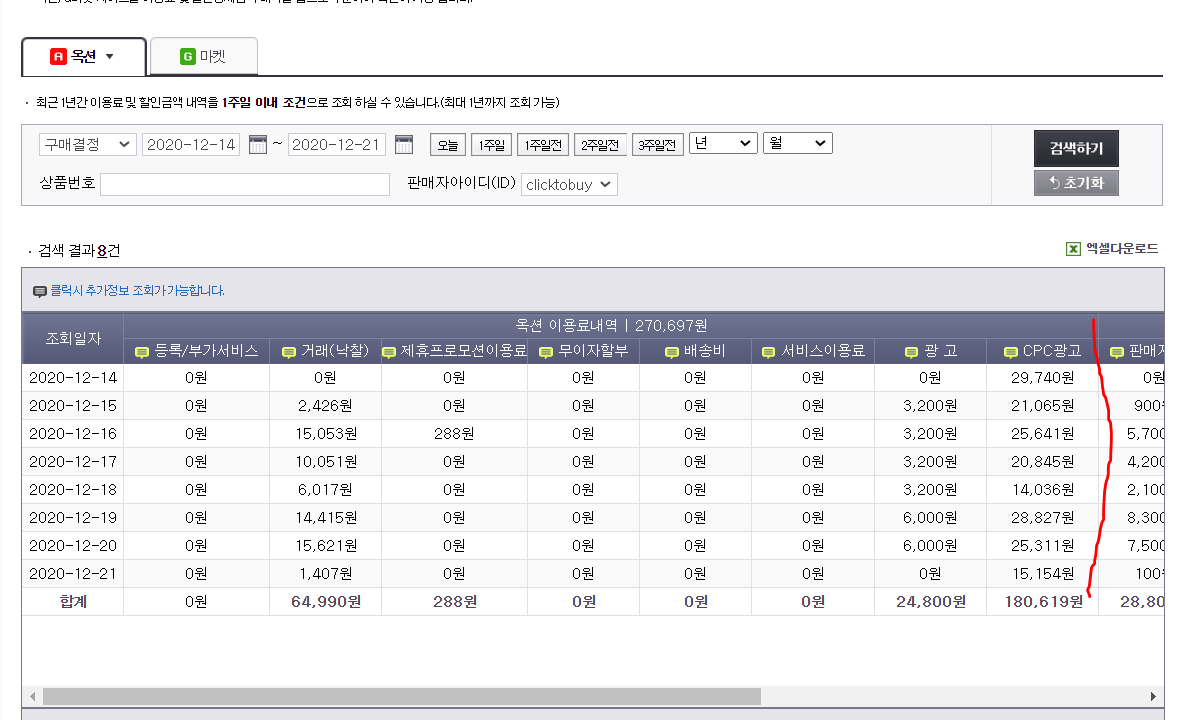 A 옥션 ▼ G 마켓
· 최근 1년간 이용료 및 할인금액 내역을 1주일 이내 조건으로 조회 하실 수 있습니다.(최대 1년까지 조회 가능)
구매결정 2020-12-14 ~ 2020-12-21 오늘 1주일 1주일전 2주일전 3주일전 년 월 검색하기
상품번호 판매자아이디(ID) clicktobuy 초기화
· 검색 결과 8건 엑셀다운로드
클릭시 추가정보 조회가 가능합니다.
조회일자 옥션 이용료내역 | 270,697원
등록/부가서비스 거래(낙찰) 제휴프로모션이용료 무이자할부 배송비 서비스이용료 광 고 CPC광고 판매
2020-12-14 0원 0원 0원 0원 0원 0원 0원 29,740원 0원
2020-12-15 0원 2,426원 0원 0원 0원 0원 3,200원 21,065원 900
2020-12-16 0원 15,053원 288원 0원 0원 0원 3,200원 25,641원 5,700
2020-12-17 0원 10,051원 0원 0원 0원 0원 3,200원 20,845원 4,200
2020-12-18 0원 6,017원 0원 0원 0원 0원 3,200원 14,036원 2,100
2020-12-19 0원 14,415원 0원 0원 0원 0원 6,000원 28,827원 8,300
2020-12-20 0원 15,621원 0원 0원 0원 0원 6,000원 25,311원 7,500
2020-12-21 0원 1,407원 0원 0원 0원 0원 0원 15,154원 100
합계 0원 64,990원 288원 0원 0원 0원 24,800원 180,619원 28,80